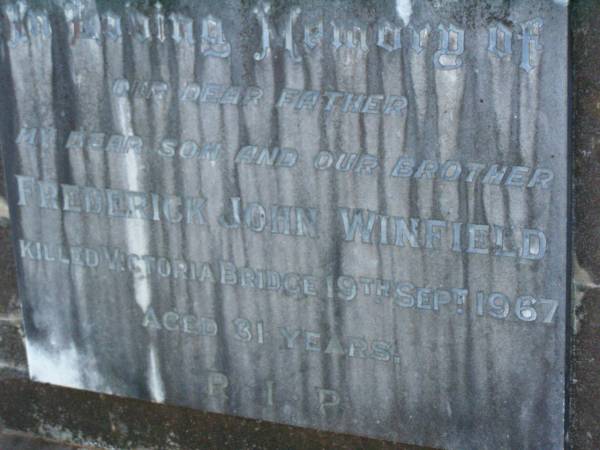 In Loving Memory of
OUR DEAR FATHER
MY DEAR SON AND OUR BROTHER
FREDERICK JOHN WINFIELD
KILLED VICTORIA BRIDGE 19TH SEPT. 1967
AGED 31 YEARS.
R.I.P.